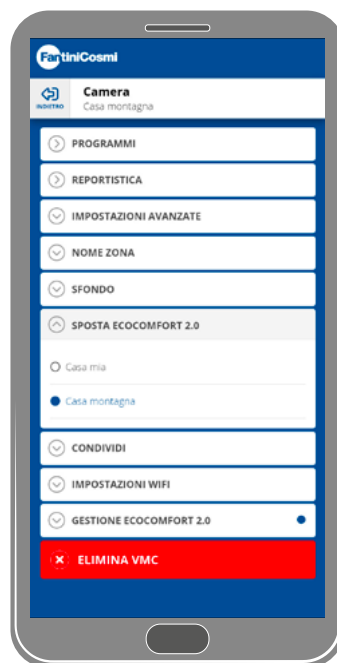 FantiniCosmi
INDIETRO
Camera
Casa montagna
PROGRAMMI
REPORTISTICA
IMPOSTAZIONI AVANZATE
NOME ZONA
SFONDO
SPOSTA ECOCOMFORT 2.0
Casa mia
Casa montagna
CONDIVIDI
IMPOSTAZIONI WIFI
GESTIONE ECOCOMFORT 2.0
ELIMINA VMC